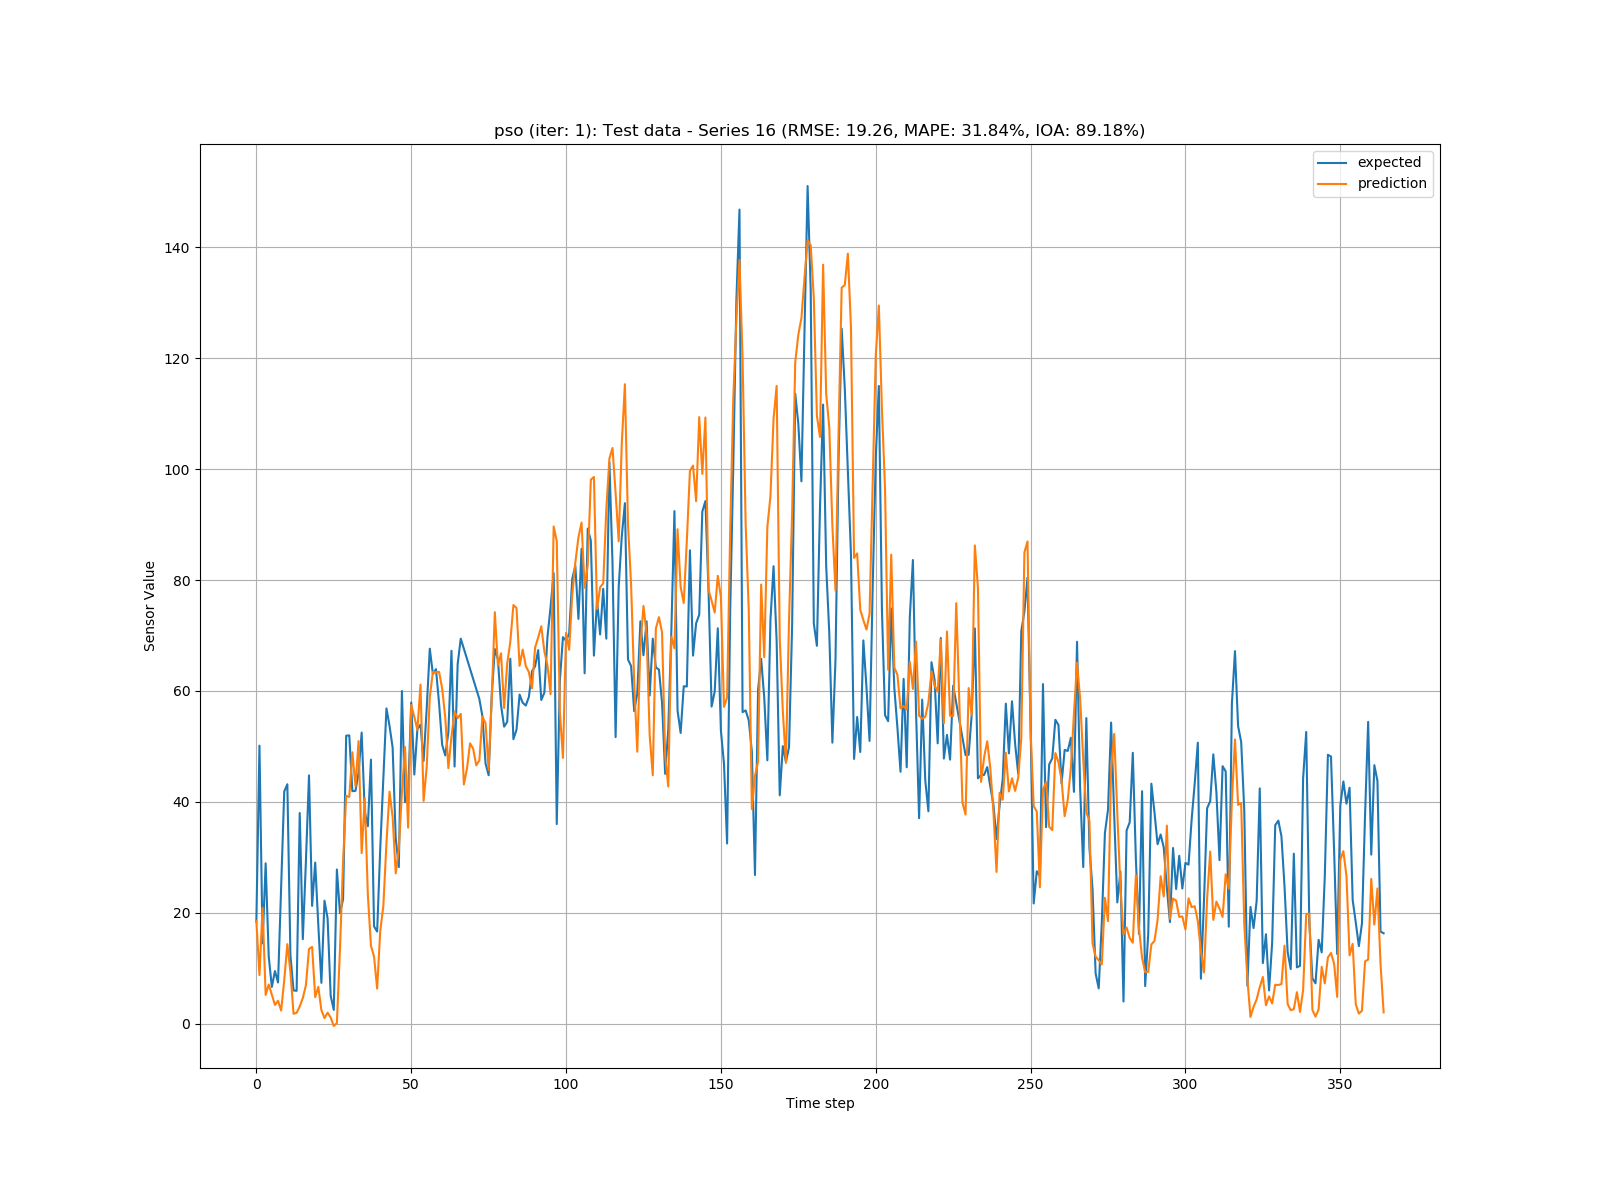 pso (iter: 1): Test data - Series 16 (RMSE: 19.26, MAPE: 31.84%, IOA: 89.18%)
expected
prediction
140
120
100
80
60
40
20
0
Sensor Value
0 50 100 150 200 250 300 350
Time step